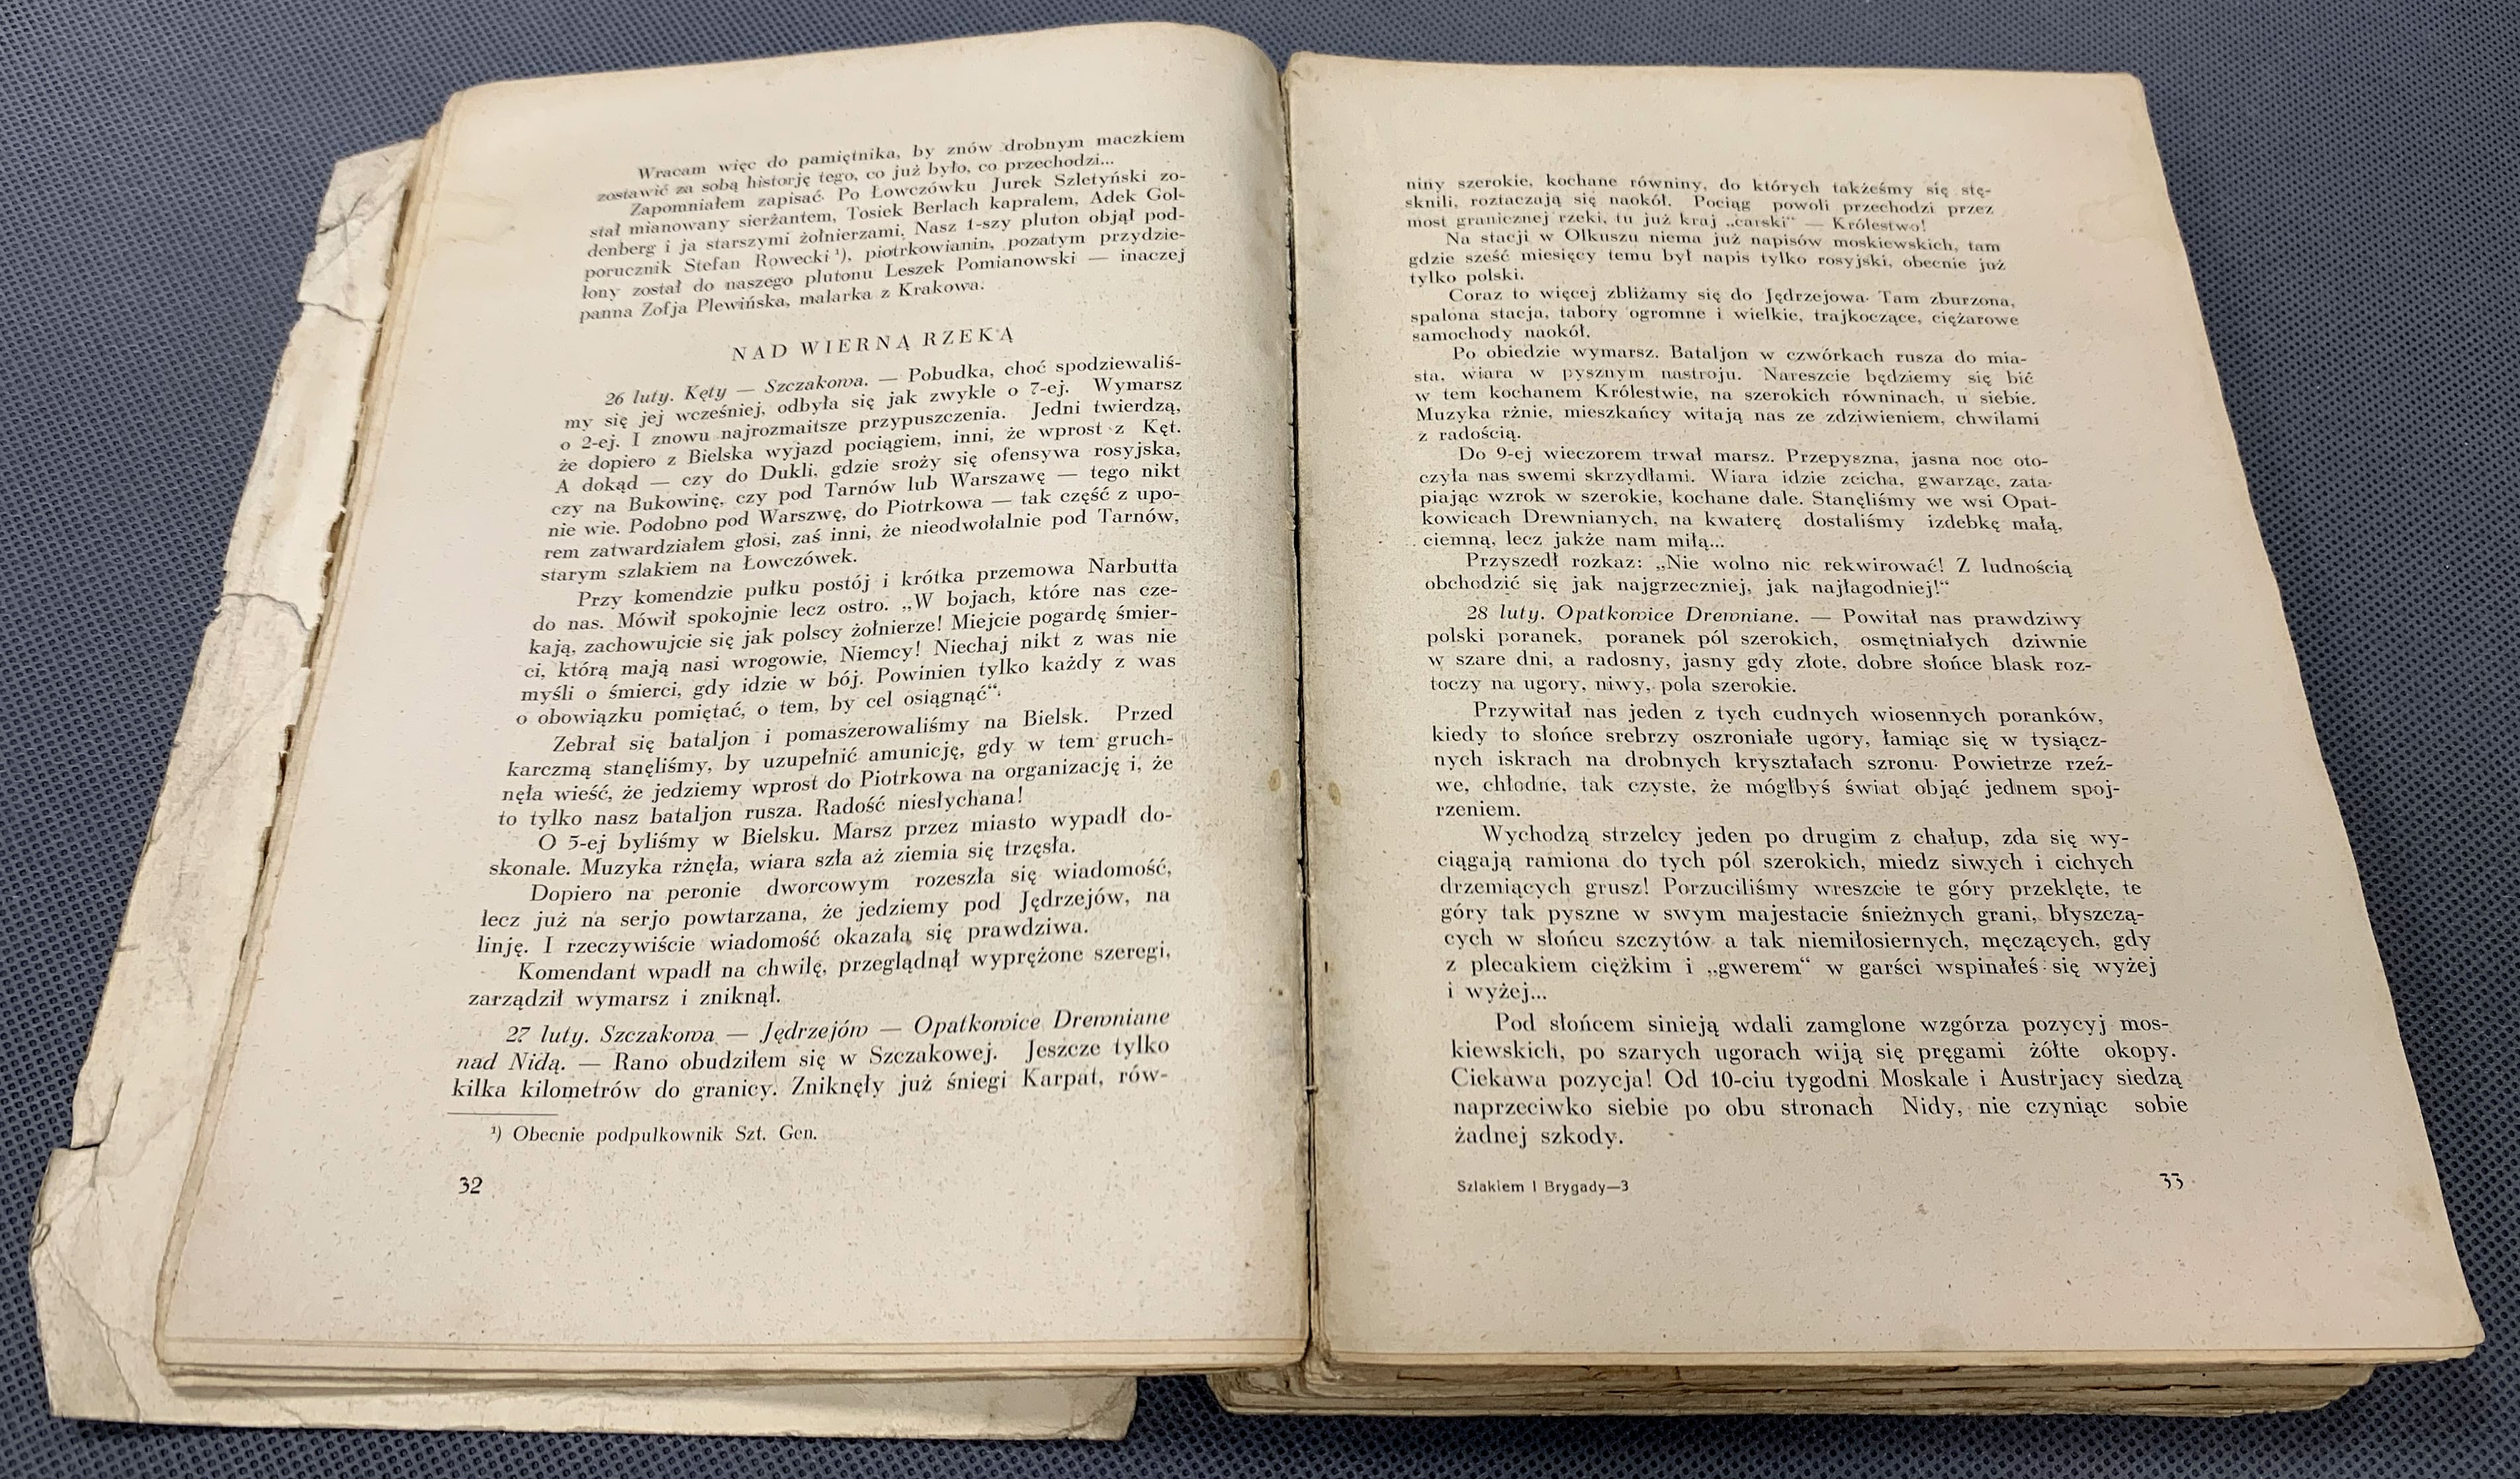 Wracam więc do pamiętnika, by znów drobnym maczkiem
zostawić za sobą historję tego, co już było, co przechodzi...
Zapomniałem zapisać. Po Łowczówku Jurek Szletyński zo-
stał mianowany sierżantem, Tosiek Berlach kapralem, Adek Gol-
denberg i ja starszymi żołnierzami. Nasz 1-szy pluton objął pod-
porucznik Stefan Rowecki ¹), piotrkowianin, pozatym przydzie-
lony został do naszego plutonu Leszek Pomianowski — inaczej
panna Zofja Plewińska, malarka z Krakowa.
NAD WIERNĄ RZEKĄ
26 luty. Kęty — Szczakowa. — Pobudka, choć spodziewaliś-
my się jej wcześniej, odbyła się jak zwykle o 7-ej. Wymarsz
o 2-ej. I znowu najrozmaitsze przypuszczenia. Jedni twierdzą,
że dopiero z Bielska wyjazd pociągiem, inni, że wprost z Kęt.
A dokąd — czy do Dukli, gdzie sroży się ofensywa rosyjska,
czy na Bukowinę, czy pod Tarnów lub Warszawę — tego nikt
nie wie. Podobno pod Warszwę, do Piotrkowa — tak część z upo-
rem zatwardziałem głosi, zaś inni, że nieodwołalnie pod Tarnów,
starym szlakiem na Łowczówek.
Przy komendzie pułku postój i krótka przemowa Narbutta
do nas. Mówił spokojnie lecz ostro. „W bojach, które nas cze-
kają, zachowujcie się jak polscy żołnierze! Miejcie pogardę śmier-
ci, którą mają nasi wrogowie, Niemcy! Niechaj nikt z was nie
myśli o śmierci, gdy idzie w bój. Powinien tylko każdy z was
o obowiązku pomiętać, o tem, by cel osiągnąć“.
Zebrał się bataljon i pomaszerowaliśmy na Bielsk. Przed
karczmą stanęliśmy, by uzupełnić amunicję, gdy w tem gruch-
nęła wieść, że jedziemy wprost do Piotrkowa na organizację i, że
to tylko nasz bataljon rusza. Radość niesłychana!
O 5-ej byliśmy w Bielsku. Marsz przez miasto wypadł do-
skonale. Muzyka rżnęła, wiara szła aż ziemia się trzęsła.
Dopiero na peronie dworcowym rozeszła się wiadomość,
lecz już na serjo powtarzana, że jedziemy pod Jędrzejów, na
linję. I rzeczywiście wiadomość okazałą się prawdziwa.
Komendant wpadł na chwilę, przeglądnął wyprężone szeregi,
zarządził wymarsz i zniknął.
27 luty. Szczakowa — Jędrzejów — Opatkowice Drewniane
nad Nidą. — Rano obudziłem się w Szczakowej. Jeszcze tylko
kilka kilometrów do granicy. Zniknęły już śniegi Karpat, rów-
¹) Obecnie podpułkownik Szt. Gen.
32
niny szerokie, kochane równiny, do których takżeśmy się stę-
sknili, roztaczają się naokół. Pociąg powoli przechodzi przez
most granicznej rzeki, tu już kraj „carski“ — Królestwo!
Na stacji w Olkuszu niema już napisów moskiewskich, tam
gdzie sześć miesięcy temu był napis tylko rosyjski, obecnie już
tylko polski.
Coraz to więcej zbliżamy się do Jędrzejowa. Tam zburzona,
spalona stacja, tabory ogromne i wielkie, trajkoczące, ciężarowe
samochody naokół.
Po obiedzie wymarsz. Bataljon w czwórkach rusza do mia-
sta, wiara w pysznym nastroju. Nareszcie będziemy się bić
w tem kochanem Królestwie, na szerokich równinach, u siebie.
Muzyka rżnie, mieszkańcy witają nas ze zdziwieniem, chwilami
z radością.
Do 9-ej wieczorem trwał marsz. Przepyszna, jasna noc oto-
czyła nas swemi skrzydłami. Wiara idzie zcicha, gwarząc, zata-
piając wzrok w szerokie, kochane dale. Stanęliśmy we wsi Opat-
kowicach Drewnianych, na kwaterę dostaliśmy izdebkę małą,
ciemną, lecz jakże nam miłą...
Przyszedł rozkaz: „Nie wolno nic rekwirować! Z ludnością
obchodzić się jak najgrzeczniej, jak najłagodniej!“
28 luty. Opatkowice Drewniane. — Powitał nas prawdziwy
polski poranek, poranek pól szerokich, osmętniałych dziwnie
w szare dni, a radosny, jasny gdy złote, dobre słońce blask roz-
toczy na ugory, niwy, pola szerokie.
Przywitał nas jeden z tych cudnych wiosennych poranków,
kiedy to słońce srebrzy oszroniałe ugory, łamiąc się w tysiącz-
nych iskrach na drobnych kryształach szronu. Powietrze rzeź-
we, chłodne, tak czyste, że mógłbyś świat objąć jednem spoj-
rzeniem.
Wychodzą strzelcy jeden po drugim z chałup, zda się wy-
ciągają ramiona do tych pól szerokich, miedz siwych i cichych
drzemiących grusz! Porzuciliśmy wreszcie te góry przeklęte, te
góry tak pyszne w swym majestacie śnieżnych grani, błyszczą-
cych w słońcu szczytów a tak niemiłosiernych, męczących, gdy
z plecakiem ciężkim i „gwerem“ w garści wspinałeś się wyżej
i wyżej...
Pod słońcem sinieją wdali zamglone wzgórza pozycyj mos-
kiewskich, po szarych ugorach wiją się pręgami żółte okopy.
Ciekawa pozycja! Od 10-ciu tygodni Moskale i Austrjacy siedzą
naprzeciwko siebie po obu stronach Nidy, nie czyniąc sobie
żadnej szkody.
Szlakiem I Brygady—3
33